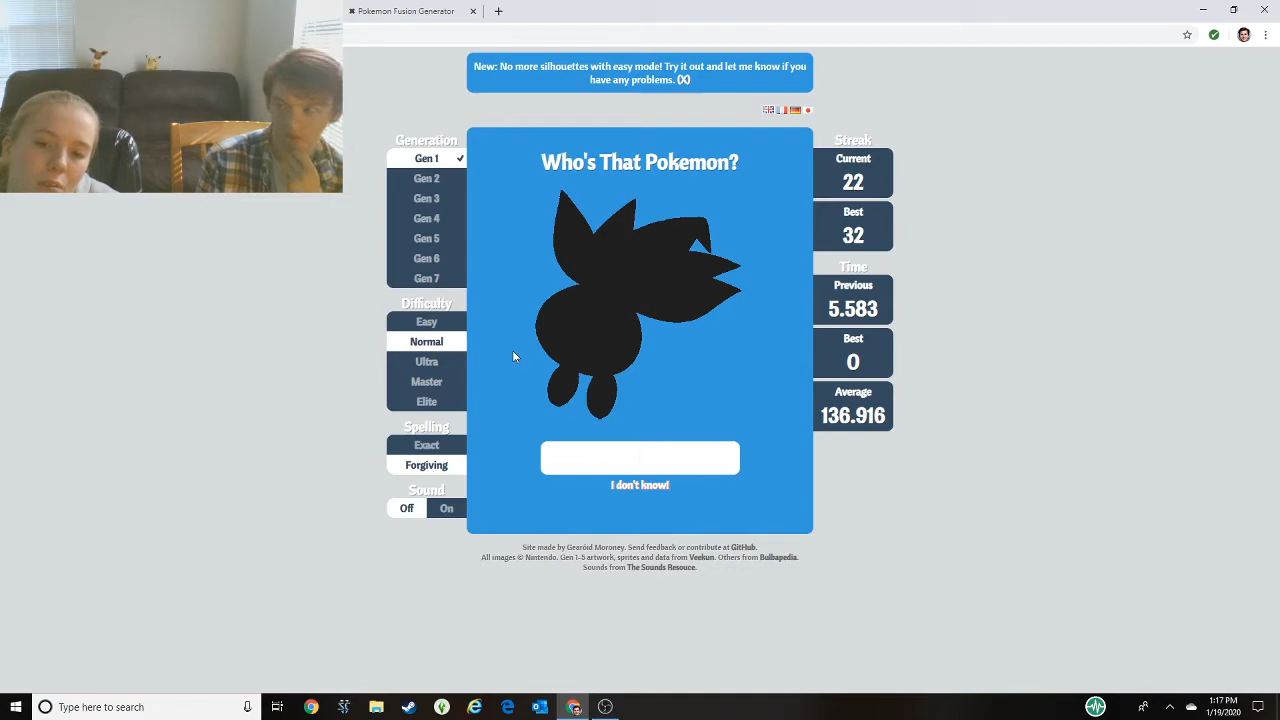 Pokemon Fusion Generator
New: No more silhouettes with easy mode! Try it out and let me know if you
have any problems. (X)
Generation
Gen 1
Gen 2
Gen 3
Gen 4
Gen 5
Gen 6
Gen 7
Difficulty
Easy
Normal
Ultra
Master
Elite
Spelling
Exact
Forgiving
Sound
Off On
Who's That Pokemon?
I don't know!
Streak
Current
22
Best
32
Time
Previous
5.583
Best
0
Average
136.916
Site made by Gearóid Moroney. Send feedback or contribute at GitHub.
All images © Nintendo. Gen 1-5 artwork, sprites and data from Veekun. Others from Bulbapedia.
Sounds from The Sounds Resouce.
Type here to search
1:17 PM
1/19/2020